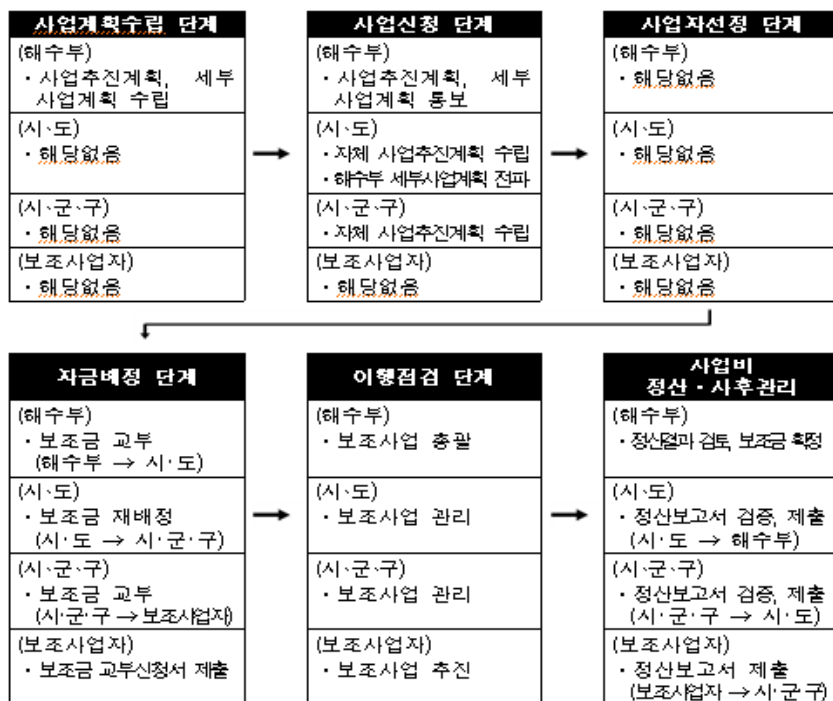 사업계획수립 단계
(해수부)
· 사업추진계획, 세부
사업계획 수립
(시·도)
· 해당없음
(시·군·구)
· 해당없음
(보조사업자)
· 해당없음
사업신청 단계
(해수부)
· 사업추진계획, 세부
사업계획 통보
(시·도)
· 자체 사업추진계획 수립
· 해수부 세부사업계획 전파
(시·군·구)
· 자체 사업추진계획 수립
(보조사업자)
· 해당없음
사업자선정 단계
(해수부)
· 해당없음
(시·도)
· 해당없음
(시·군·구)
· 해당없음
(보조사업자)
· 해당없음
자금배정 단계
(해수부)
· 보조금 교부
(해수부 → 시·도)
(시·도)
· 보조금 재배정
(시·도 → 시·군·구)
(시·군·구)
· 보조금 교부
(시·군·구 → 보조사업자)
(보조사업자)
· 보조금 교부신청서 제출
이행점검 단계
(해수부)
· 보조사업 총괄
(시·도)
· 보조사업 관리
(시·군·구)
· 보조사업 관리
(보조사업자)
· 보조사업 추진
사업비
정산·사후관리
(해수부)
· 정산결과 검토, 보조금 확정
(시·도)
· 정산보고서 검증, 제출
(시·도 → 해수부)
(시·군·구)
· 정산보고서 검증, 제출
(시·군·구 → 시·도)
(보조사업자)
· 정산보고서 제출
(보조사업자 → 시·군·구)